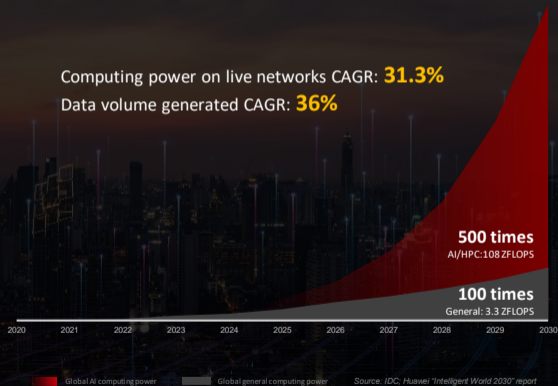 Computing power on live networks CAGR: 31.3%
Data volume generated CAGR: 36%
500 times
AI/HPC:108 ZFLOPS
100 times
General: 3.3 ZFLOPS
2020 2021 2022 2023 2024 2025 2026 2027 2028 2029 2030
Global AI computing power Global general computing power Source: IDC; Huawei "Intelligent World 2030" report